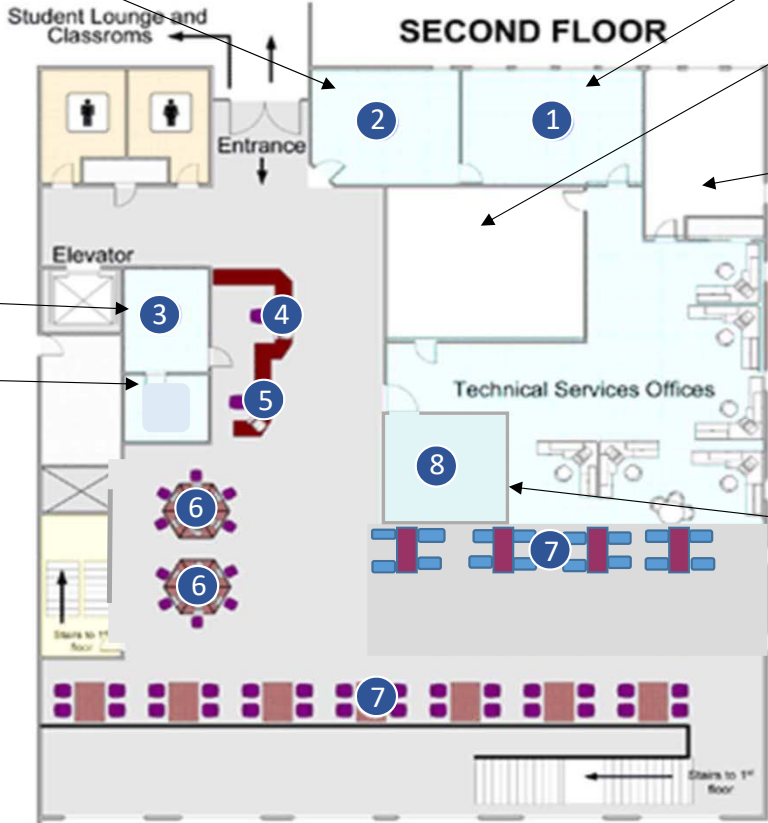 Student Lounge and
Classroms
SECOND FLOOR
2
1
Entrance
Elevator
3
4
5
Technical Services Offices
8
6
7
6
Stairs to 1st
floor
7
Stairs to 1st
floor